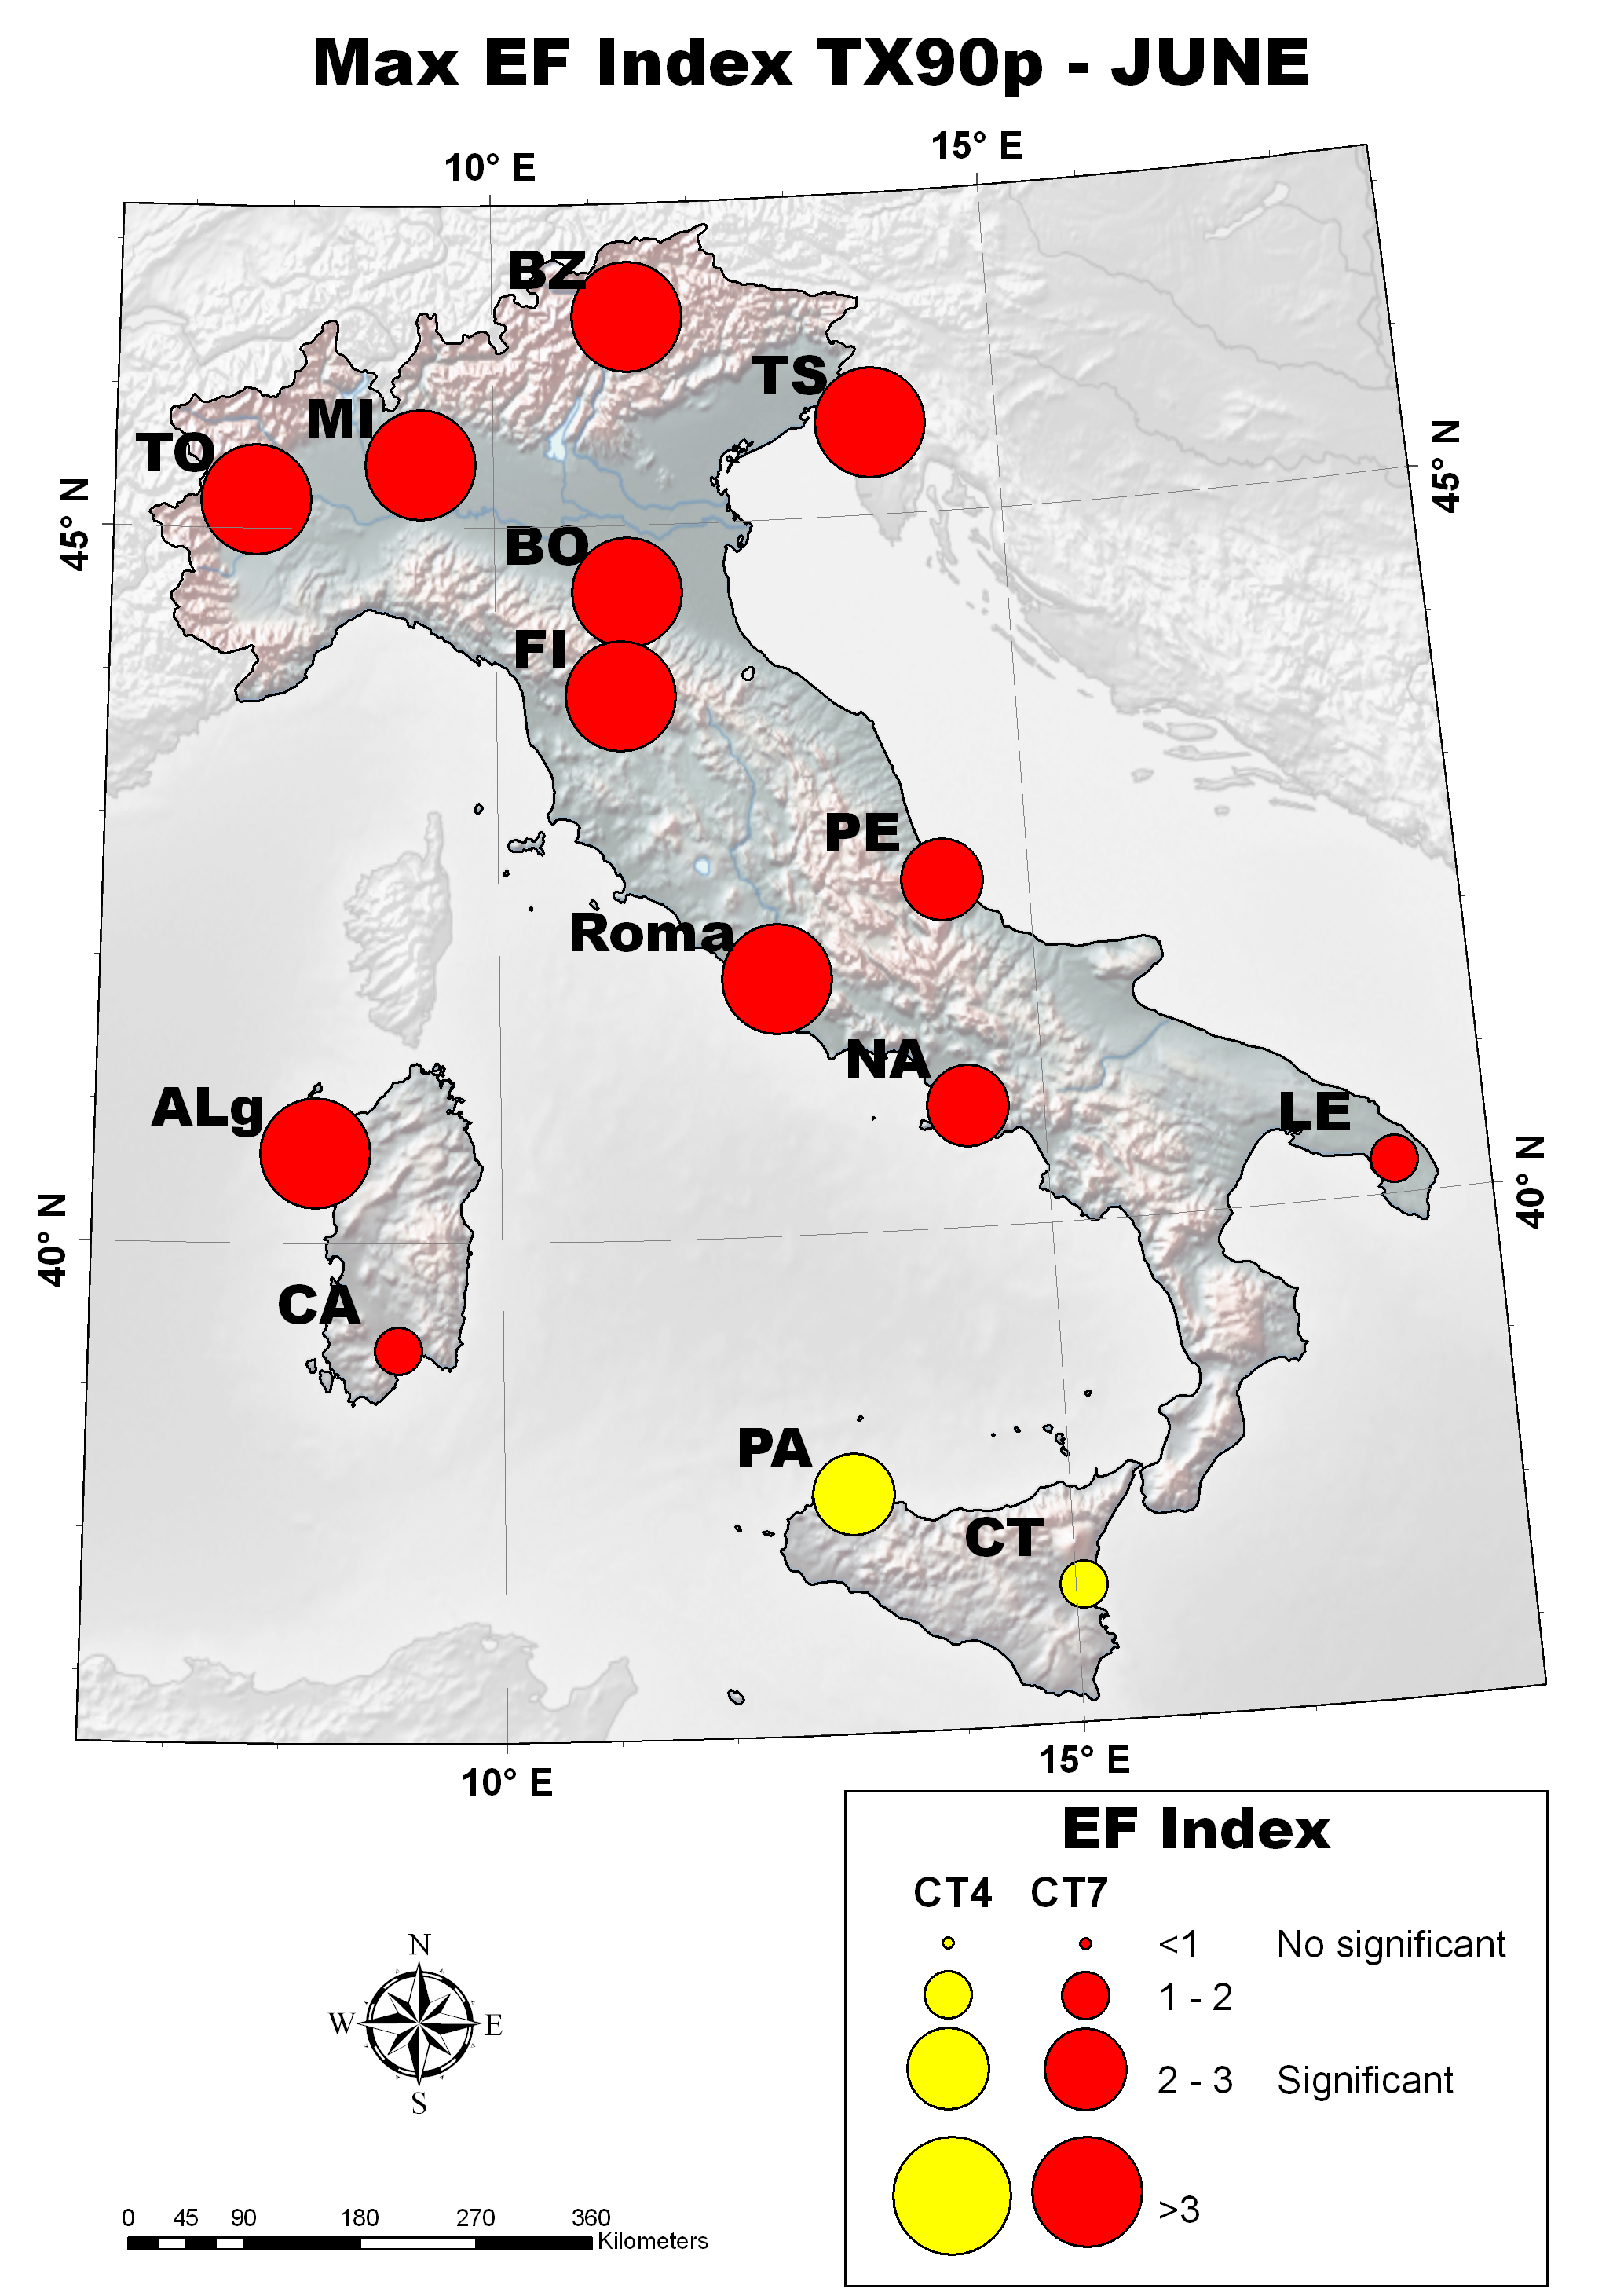 Max EF Index TX90p - JUNE
10° E
15° E
BZ
TS
MI
TO
45° N
45° N
BO
FI
PE
Roma
NA
ALg
LE
40° N
40° N
CA
PA
CT
10° E
15° E
EF Index
CT4 CT7
<1 No significant
1 - 2
2 - 3 Significant
>3
N
W E
S
0 45 90 180 270 360
Kilometers